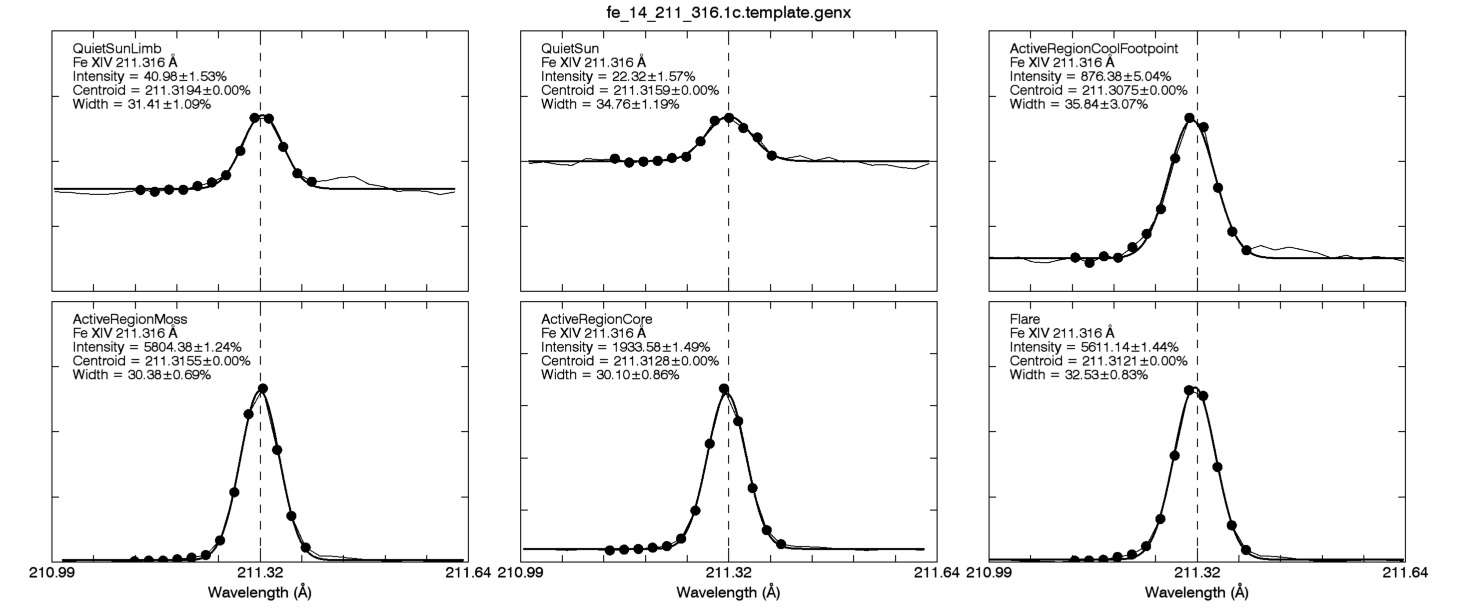 fe_14_211_316.1c.template.genx
QuietSunLimb
Fe XIV 211.316 Å
Intensity = 40.98±1.53%
Centroid = 211.3194±0.00%
Width = 31.41±1.09%
QuietSun
Fe XIV 211.316 Å
Intensity = 22.32±1.57%
Centroid = 211.3159±0.00%
Width = 34.76±1.19%
ActiveRegionCoolFootpoint
Fe XIV 211.316 Å
Intensity = 876.38±5.04%
Centroid = 211.3075±0.00%
Width = 35.84±3.07%
ActiveRegionMoss
Fe XIV 211.316 Å
Intensity = 5804.38±1.24%
Centroid = 211.3155±0.00%
Width = 30.38±0.69%
ActiveRegionCore
Fe XIV 211.316 Å
Intensity = 1933.58±1.49%
Centroid = 211.3128±0.00%
Width = 30.10±0.86%
Flare
Fe XIV 211.316 Å
Intensity = 5611.14±1.44%
Centroid = 211.3121±0.00%
Width = 32.53±0.83%
210.99 211.32 211.64 210.99 211.32 211.64 210.99 211.32 211.64
Wavelength (Å) Wavelength (Å) Wavelength (Å)